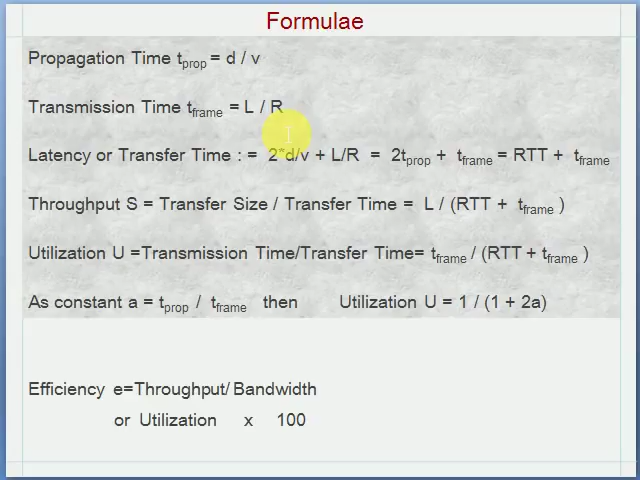 Formulae
Propagation Time tprop = d / v
Transmission Time tframe = L / R
Latency or Transfer Time : = 2*d/v + L/R = 2tprop + tframe = RTT + tframe
Throughput S = Transfer Size / Transfer Time = L / (RTT + tframe )
Utilization U =Transmission Time/Transfer Time= tframe / (RTT + tframe )
As constant a = tprop / tframe then Utilization U = 1 / (1 + 2a)
Efficiency e=Throughput/ Bandwidth
or Utilization x 100